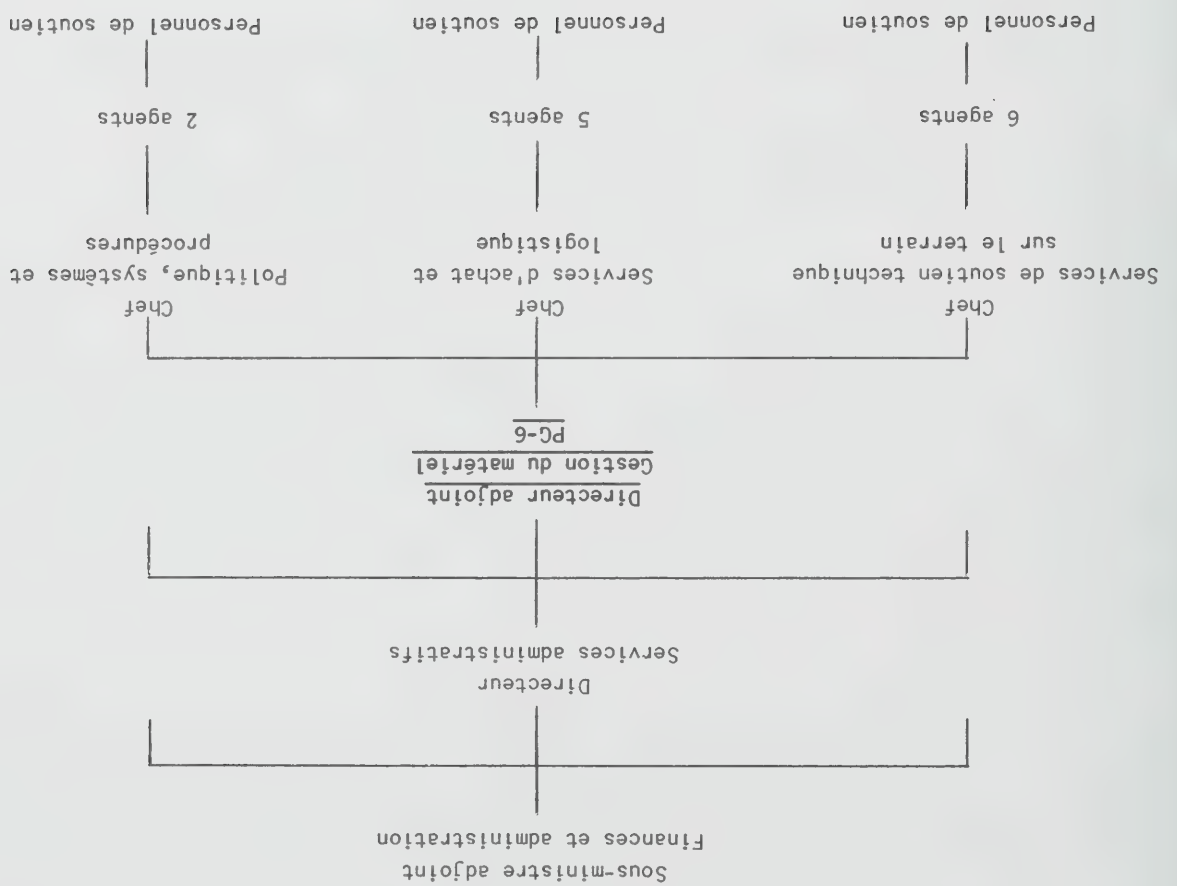 Sous-ministre adjoint
Finances et administration
Directeur
Services administratifs
Directeur adjoint
Gestion du matériel
PG-6
Chef
Services de soutien technique
sur le terrain
6 agents
Personnel de soutien
Chef
Services d'achat et
logistique
5 agents
Personnel de soutien
Chef
Politique, systèmes et
procédures
2 agents
Personnel de soutien